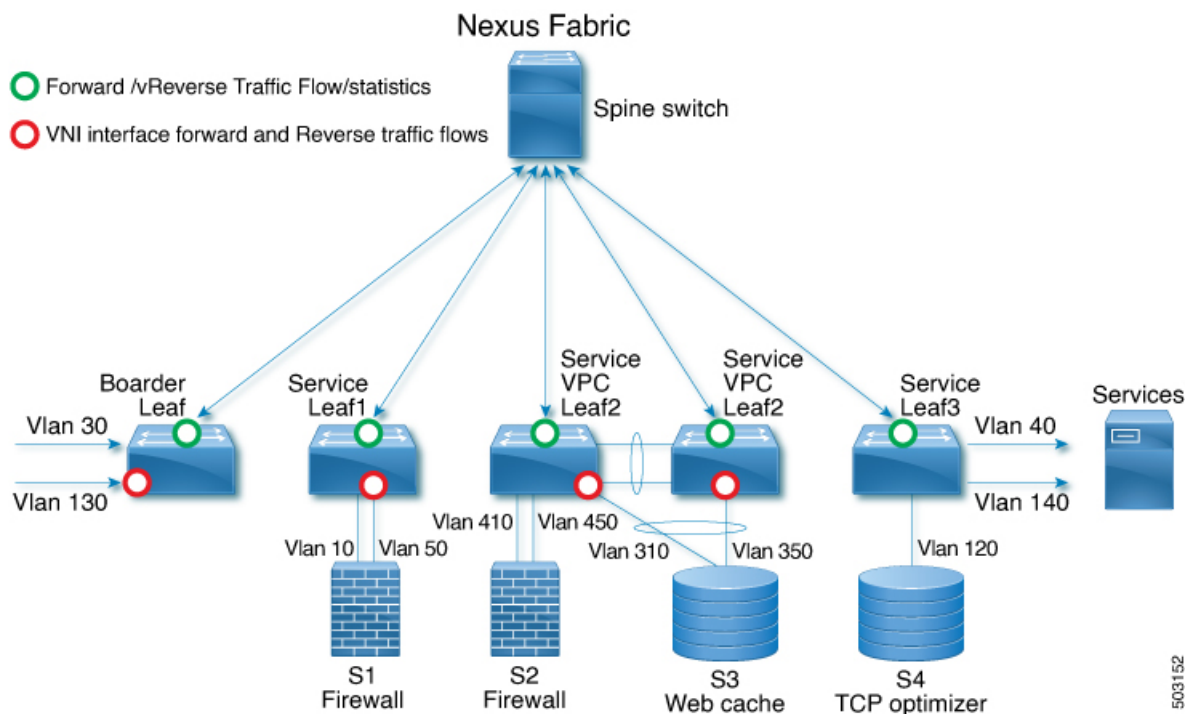 Nexus Fabric
Forward /vReverse Traffic Flow/statistics
VNI interface forward and Reverse traffic flows
Spine switch
Boarder
Leaf
Service
Leaf1
Service
VPC
Leaf2
Service
VPC
Leaf2
Service
Leaf3
Services
Vlan 30
Vlan 130
Vlan 40
Vlan 140
Vlan 10
Vlan 50
Vlan 410
Vlan 450
Vlan 310
Vlan 350
Vlan 120
S1
Firewall
S2
Firewall
S3
Web cache
S4
TCP optimizer
503152